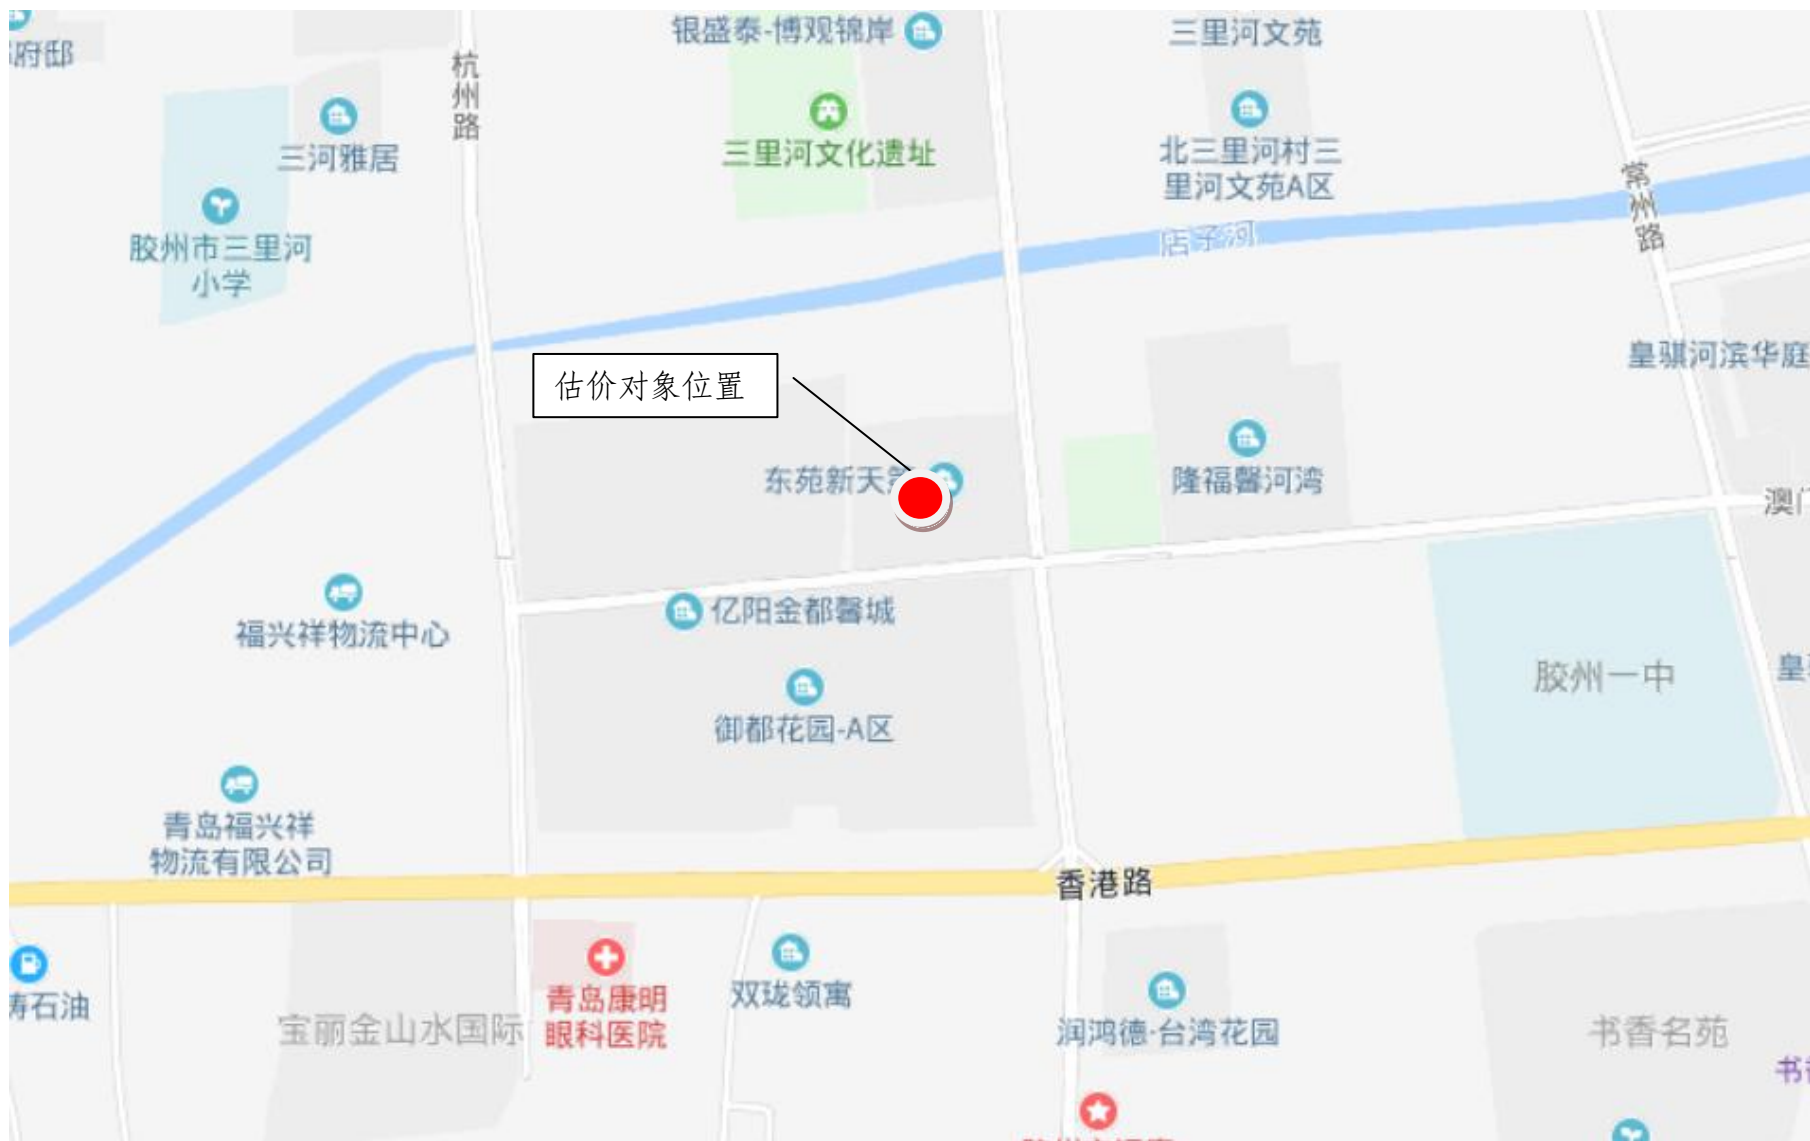 银盛泰-博观锦岸
三里河文苑
府邸
杭州路
三河雅居
三里河文化遗址
北三里河村三
里河文苑A区
常州路
胶州市三里河
小学
店子河
皇骐河滨华庭
估价对象位置
东苑新天
隆福馨河湾
澳门
福兴祥物流中心
亿阳金都馨城
胶州一中
皇
御都花园-A区
青岛福兴祥
物流有限公司
香港路
石油
宝丽金山水国际
青岛康明
眼科医院
双珑领寓
润鸿德·台湾花园
书香名苑
书